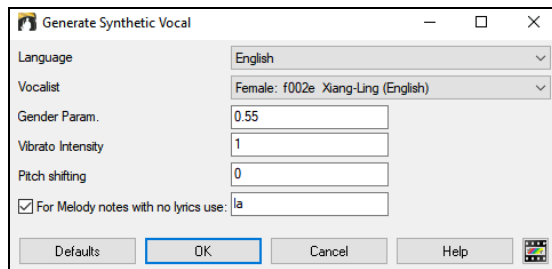 Generate Synthetic Vocal
Language English
Vocalist Female: f002e Xiang-Ling (English)
Gender Param. 0.55
Vibrato Intensity 1
Pitch shifting 0
For Melody notes with no lyrics use: la
Defaults OK Cancel Help